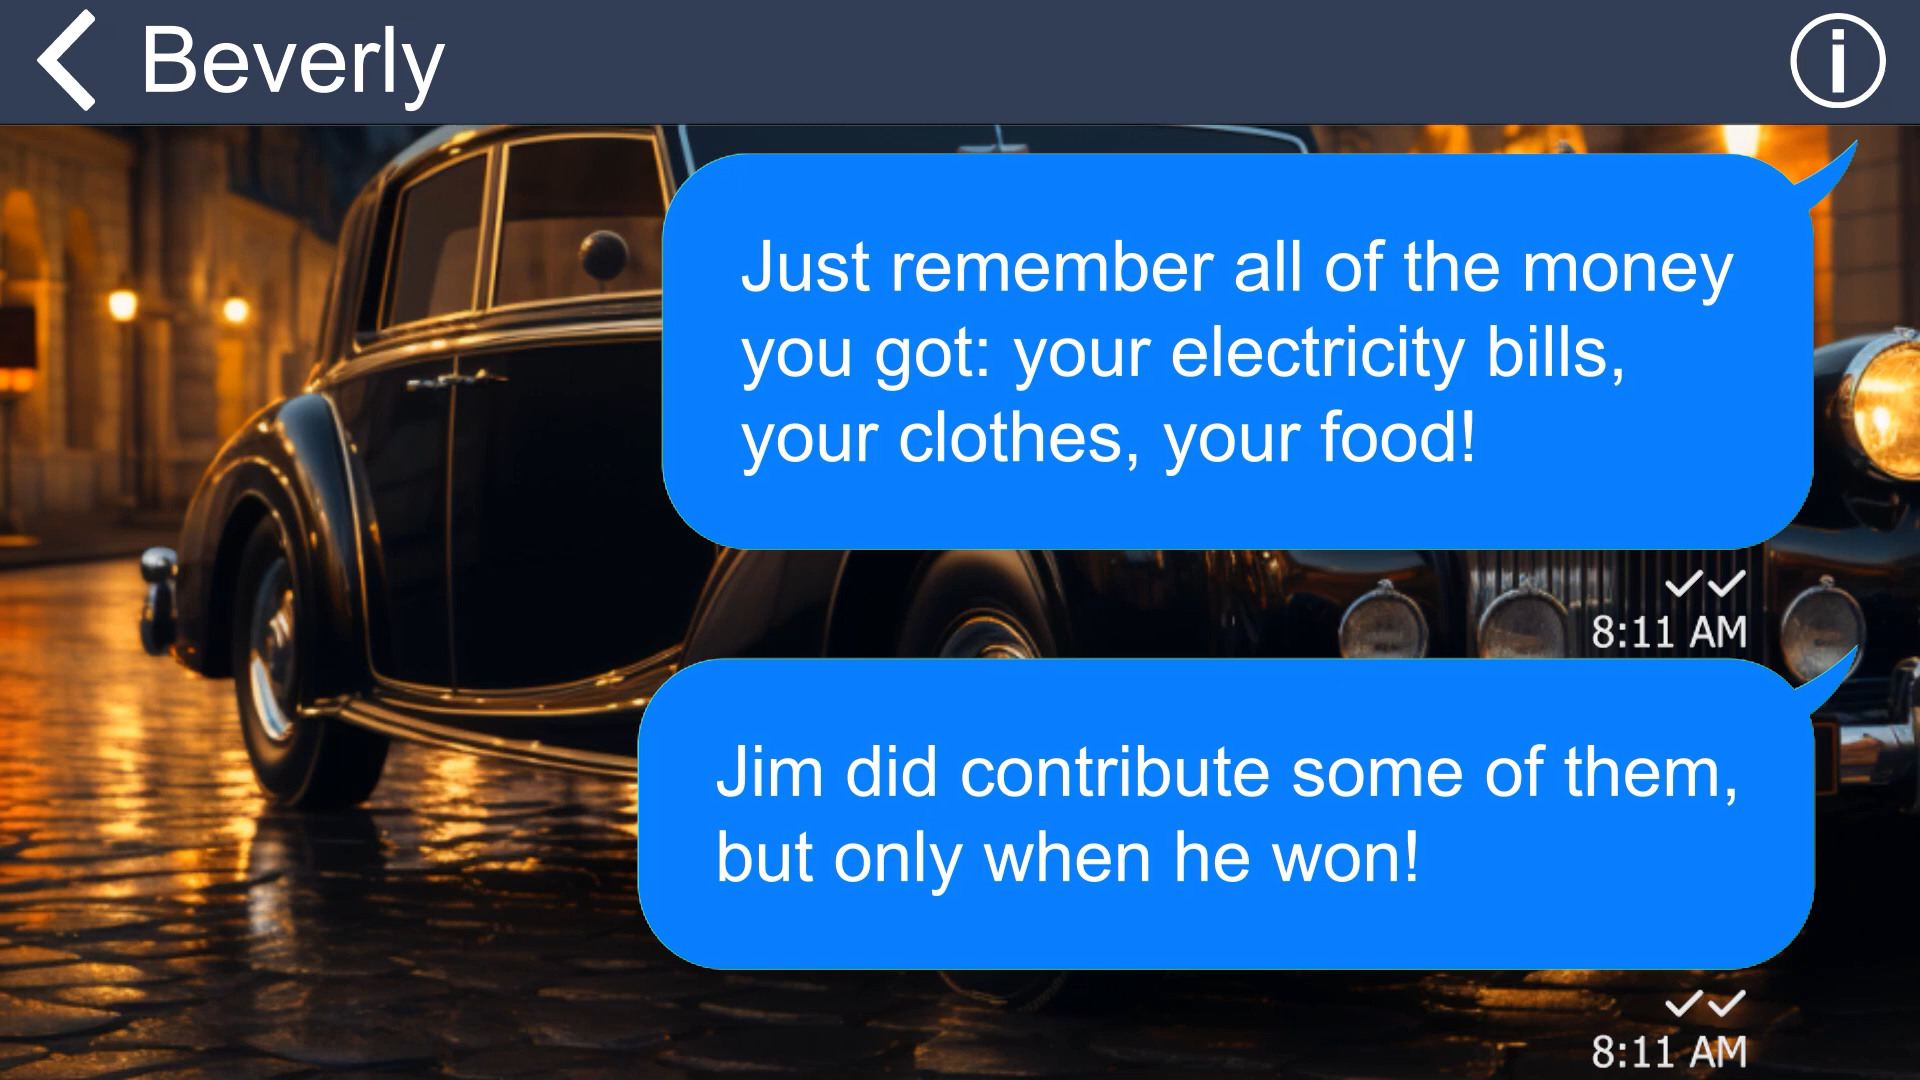 Beverly
Just remember all of the money
you got: your electricity bills,
your clothes, your food!
8:11 AM
Jim did contribute some of them,
but only when he won!
8:11 AM